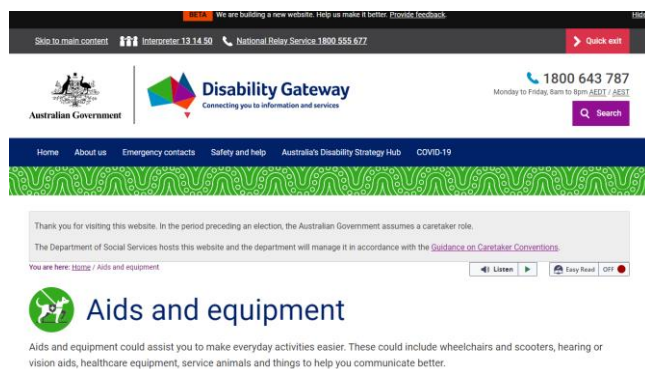 BETA We are building a new website. Help us make it better. Provide feedback. Hide
Skip to main content Interpreter 13 14 50 National Relay Service 1800 555 677 Quick exit
Australian Government
Disability Gateway
Connecting you to information and services
1800 643 787
Monday to Friday, 8am to 8pm AEDT / AEST
Search
Home About us Emergency contacts Safety and help Australia's Disability Strategy Hub COVID-19
Thank you for visiting this website. In the period preceding an election, the Australian Government assumes a caretaker role.
The Department of Social Services hosts this website and the department will manage it in accordance with the Guidance on Caretaker Conventions.
You are here: Home / Aids and equipment Listen Easy Read OFF
Aids and equipment
Aids and equipment could assist you to make everyday activities easier. These could include wheelchairs and scooters, hearing or
vision aids, healthcare equipment, service animals and things to help you communicate better.